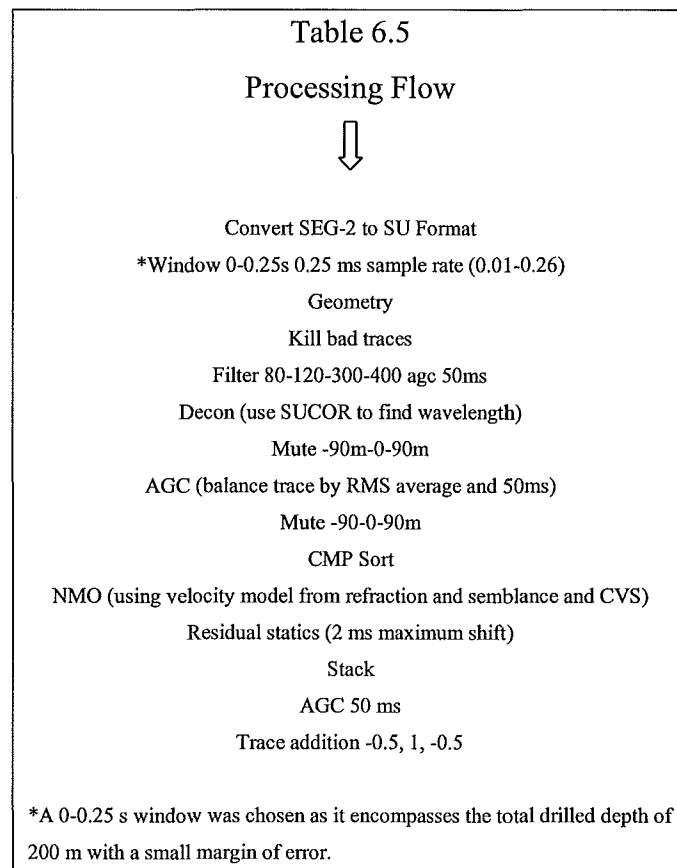 Table 6.5
Processing Flow
Convert SEG-2 to SU Format
*Window 0-0.25s 0.25 ms sample rate (0.01-0.26)
Geometry
Kill bad traces
Filter 80-120-300-400 agc 50ms
Decon (use SUCOR to find wavelength)
Mute -90m-0-90m
AGC (balance trace by RMS average and 50ms)
Mute -90-0-90m
CMP Sort
NMO (using velocity model from refraction and semblance and CVS)
Residual statics (2 ms maximum shift)
Stack
AGC 50 ms
Trace addition -0.5, 1, -0.5
*A 0-0.25 s window was chosen as it encompasses the total drilled depth of
200 m with a small margin of error.